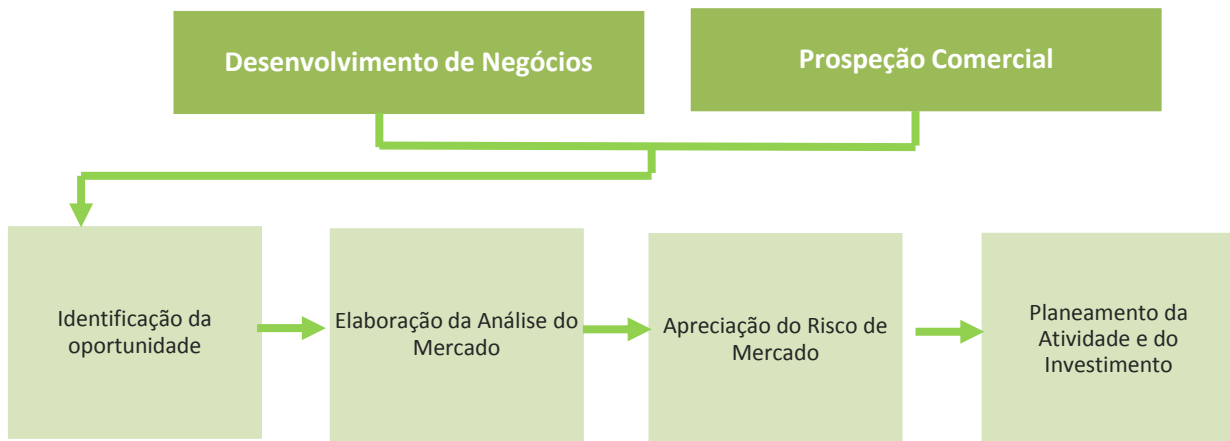 Desenvolvimento de Negócios
Prospeção Comercial
Identificação da
oportunidade
Elaboração da Análise do
Mercado
Apreciação do Risco de
Mercado
Planeamento da
Atividade e do
Investimento